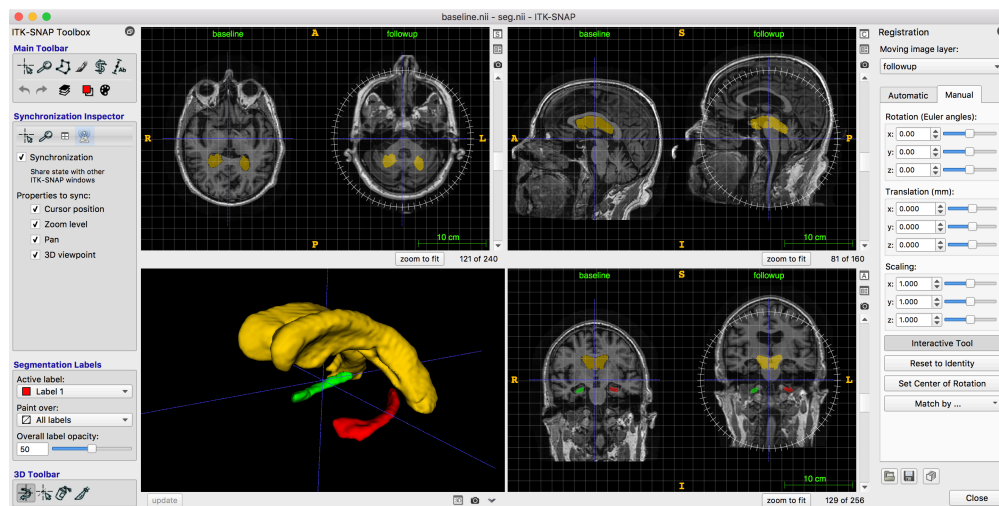 baseline.nii - seg.nii - ITK-SNAP
ITK-SNAP Toolbox
Main Toolbar
Synchronization Inspector
Synchronization
Share state with other
ITK-SNAP windows
Properties to sync:
Cursor position
Zoom level
Pan
3D viewpoint
Segmentation Labels
Active label:
Label 1
Paint over:
All labels
Overall label opacity:
50
3D Toolbar
baseline
A
followup
R
L
P
10 cm
zoom to fit
121 of 240
baseline
S
followup
A
P
I
10 cm
zoom to fit
81 of 160
update
baseline
S
followup
R
L
I
10 cm
zoom to fit
129 of 256
Registration
Moving image layer:
followup
Automatic
Manual
Rotation (Euler angles):
x: 0.00
y: 0.00
z: 0.00
Translation (mm):
x: 0.000
y: 0.000
z: 0.000
Scaling:
x: 1.000
y: 1.000
z: 1.000
Interactive Tool
Reset to Identity
Set Center of Rotation
Match by ...
Close